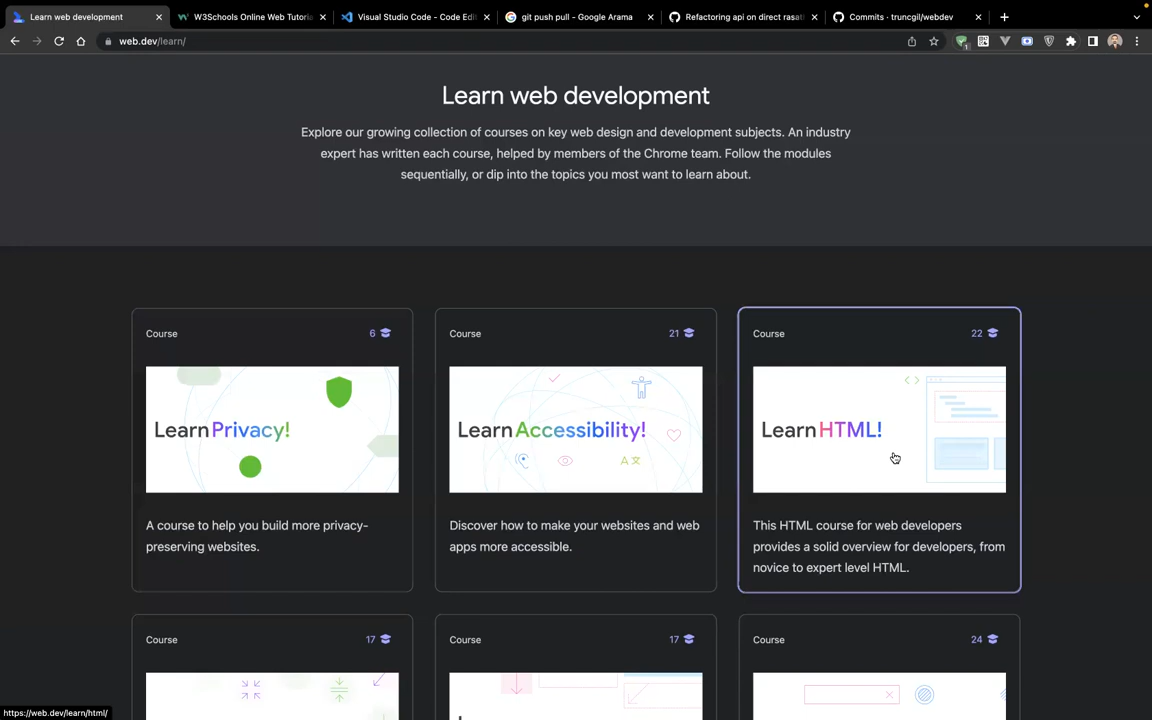 Learn web development
W3Schools Online Web Tutoria
Visual Studio Code - Code Edi
git push pull - Google Arama
Refactoring api on direct rasat
Commits · truncgil/webdev
web.dev/learn/
1
Learn web development
Explore our growing collection of courses on key web design and development subjects. An industry
expert has written each course, helped by members of the Chrome team. Follow the modules
sequentially, or dip into the topics you most want to learn about.
Course 6
Learn Privacy!
A course to help you build more privacy-
preserving websites.
Course 21
Learn Accessibility!
A 文
Discover how to make your websites and web
apps more accessible.
Course 22
Learn HTML!
This HTML course for web developers
provides a solid overview for developers, from
novice to expert level HTML.
Course 17
Course 17
Course 24
https://web.dev/learn/html/